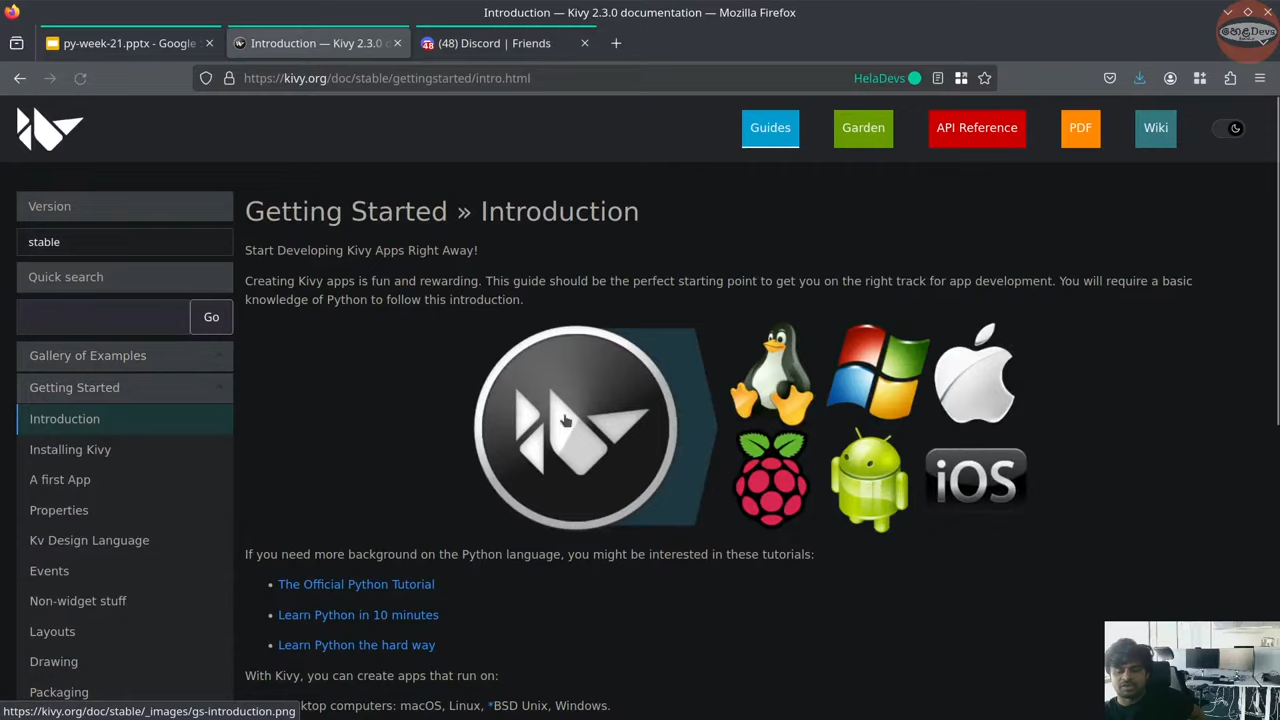 Introduction — Kivy 2.3.0 documentation — Mozilla Firefox
හෙළDevs
py-week-21.pptx - Google
Introduction — Kivy 2.3.0 d
(48) Discord | Friends
https://kivy.org/doc/stable/gettingstarted/intro.html
HelaDevs
Guides
Garden
API Reference
PDF
Wiki
Version
stable
Quick search
Go
Gallery of Examples
Getting Started
Introduction
Installing Kivy
A first App
Properties
Kv Design Language
Events
Non-widget stuff
Layouts
Drawing
Packaging
Getting Started » Introduction
Start Developing Kivy Apps Right Away!
Creating Kivy apps is fun and rewarding. This guide should be the perfect starting point to get you on the right track for app development. You will require a basic
knowledge of Python to follow this introduction.
iOS
If you need more background on the Python language, you might be interested in these tutorials:
• The Official Python Tutorial
• Learn Python in 10 minutes
• Learn Python the hard way
With Kivy, you can create apps that run on:
computers: macOS, Linux, *BSD Unix, Windows.
https://kivy.org/doc/stable/_images/gs-introduction.png